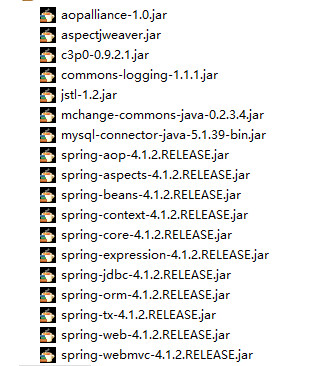 aopalliance-1.0.jar
aspectjweaver.jar
c3p0-0.9.2.1.jar
commons-logging-1.1.1.jar
jstl-1.2.jar
mchange-commons-java-0.2.3.4.jar
mysql-connector-java-5.1.39-bin.jar
spring-aop-4.1.2.RELEASE.jar
spring-aspects-4.1.2.RELEASE.jar
spring-beans-4.1.2.RELEASE.jar
spring-context-4.1.2.RELEASE.jar
spring-core-4.1.2.RELEASE.jar
spring-expression-4.1.2.RELEASE.jar
spring-jdbc-4.1.2.RELEASE.jar
spring-orm-4.1.2.RELEASE.jar
spring-tx-4.1.2.RELEASE.jar
spring-web-4.1.2.RELEASE.jar
spring-webmvc-4.1.2.RELEASE.jar